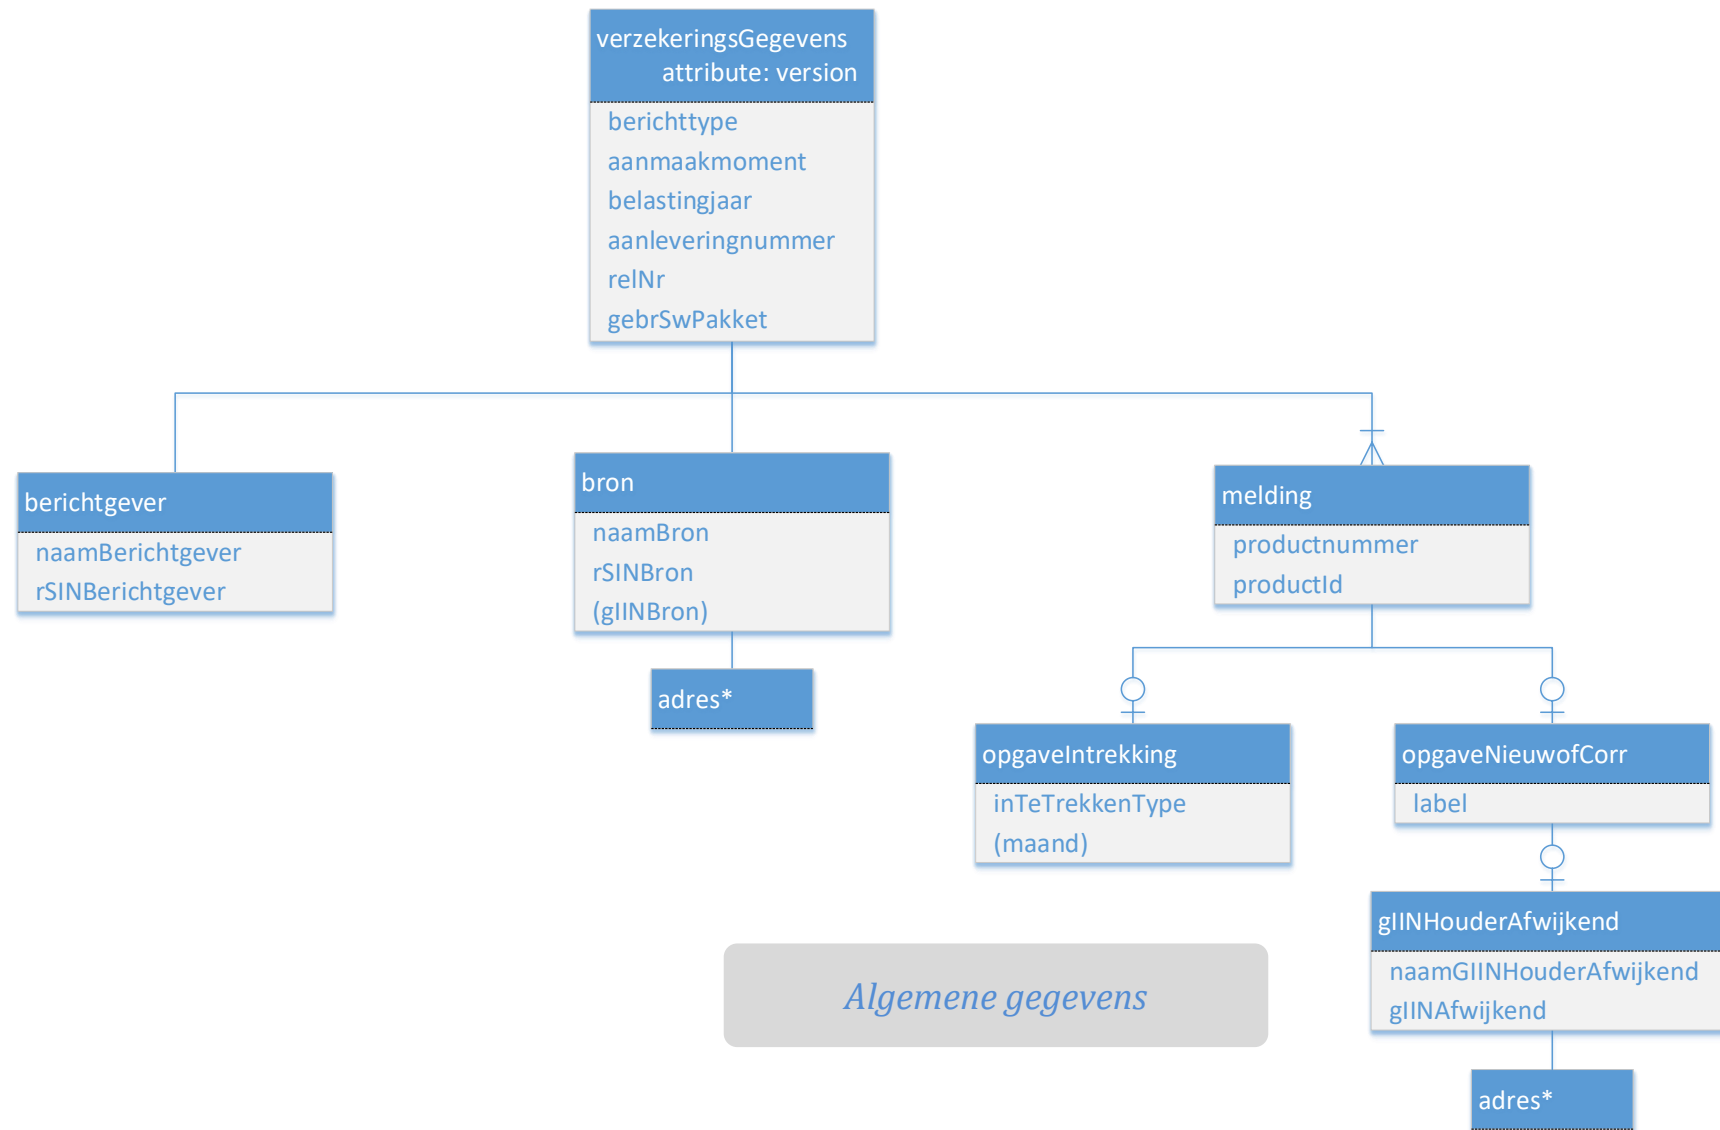 verzekeringsGegevens
attribute: version
berichttype
aanmaakmoment
belastingjaar
aanleveringnummer
relNr
gebrSwPakket
berichtgever
naamBerichtgever
rSINBerichtgever
bron
naamBron
rSINBron
(gIINBron)
adres*
melding
productnummer
productId
opgaveIntrekking
inTeTrekkenType
(maand)
opgaveNieuwofCorr
label
gIINHouderAfwijkend
naamGIINHouderAfwijkend
gIINAfwijkend
adres*
Algemene gegevens